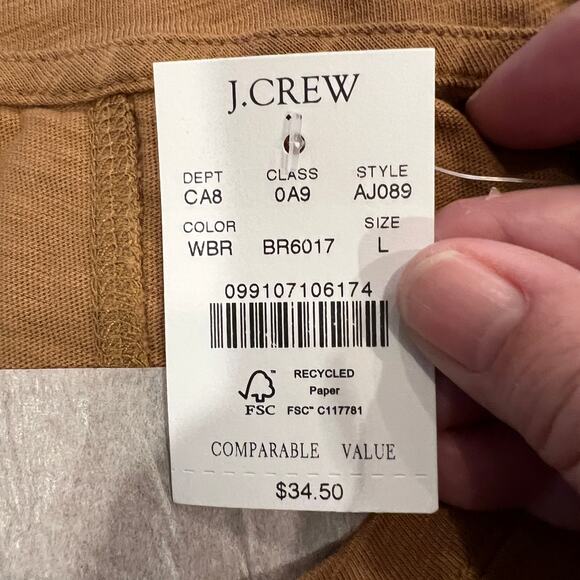 J.CREW
DEPT CLASS STYLE
CA8 0A9 AJ089
COLOR SIZE
WBR BR6017 L
099107106174
RECYCLED
Paper
FSC FSC™ C117781
COMPARABLE VALUE
$34.50